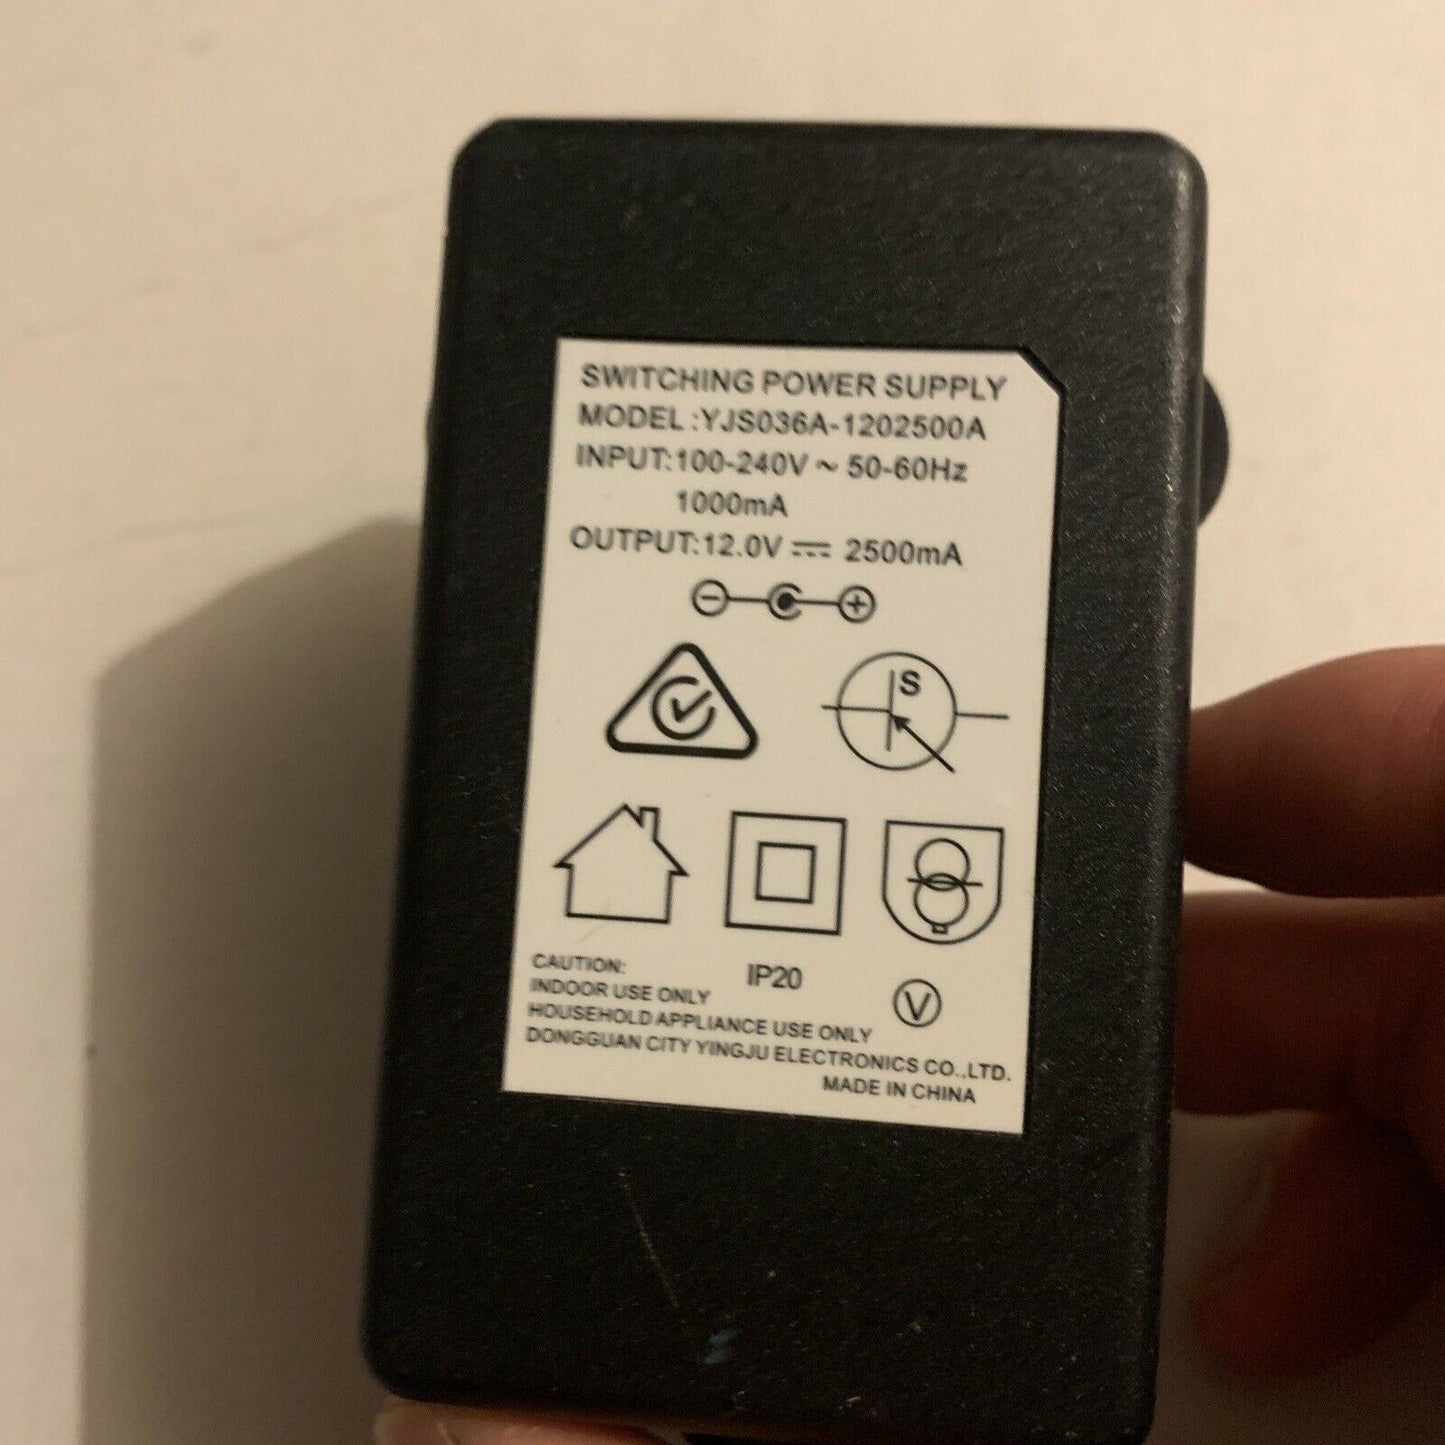 SWITCHING POWER SUPPLY
MODEL :YJS036A-1202500A
INPUT:100-240V ~ 50-60Hz
1000mA
OUTPUT:12.0V ⎓ 2500mA
S
IP20
V
CAUTION:
INDOOR USE ONLY
HOUSEHOLD APPLIANCE USE ONLY
DONGGUAN CITY YINGJU ELECTRONICS CO.,LTD.
MADE IN CHINA